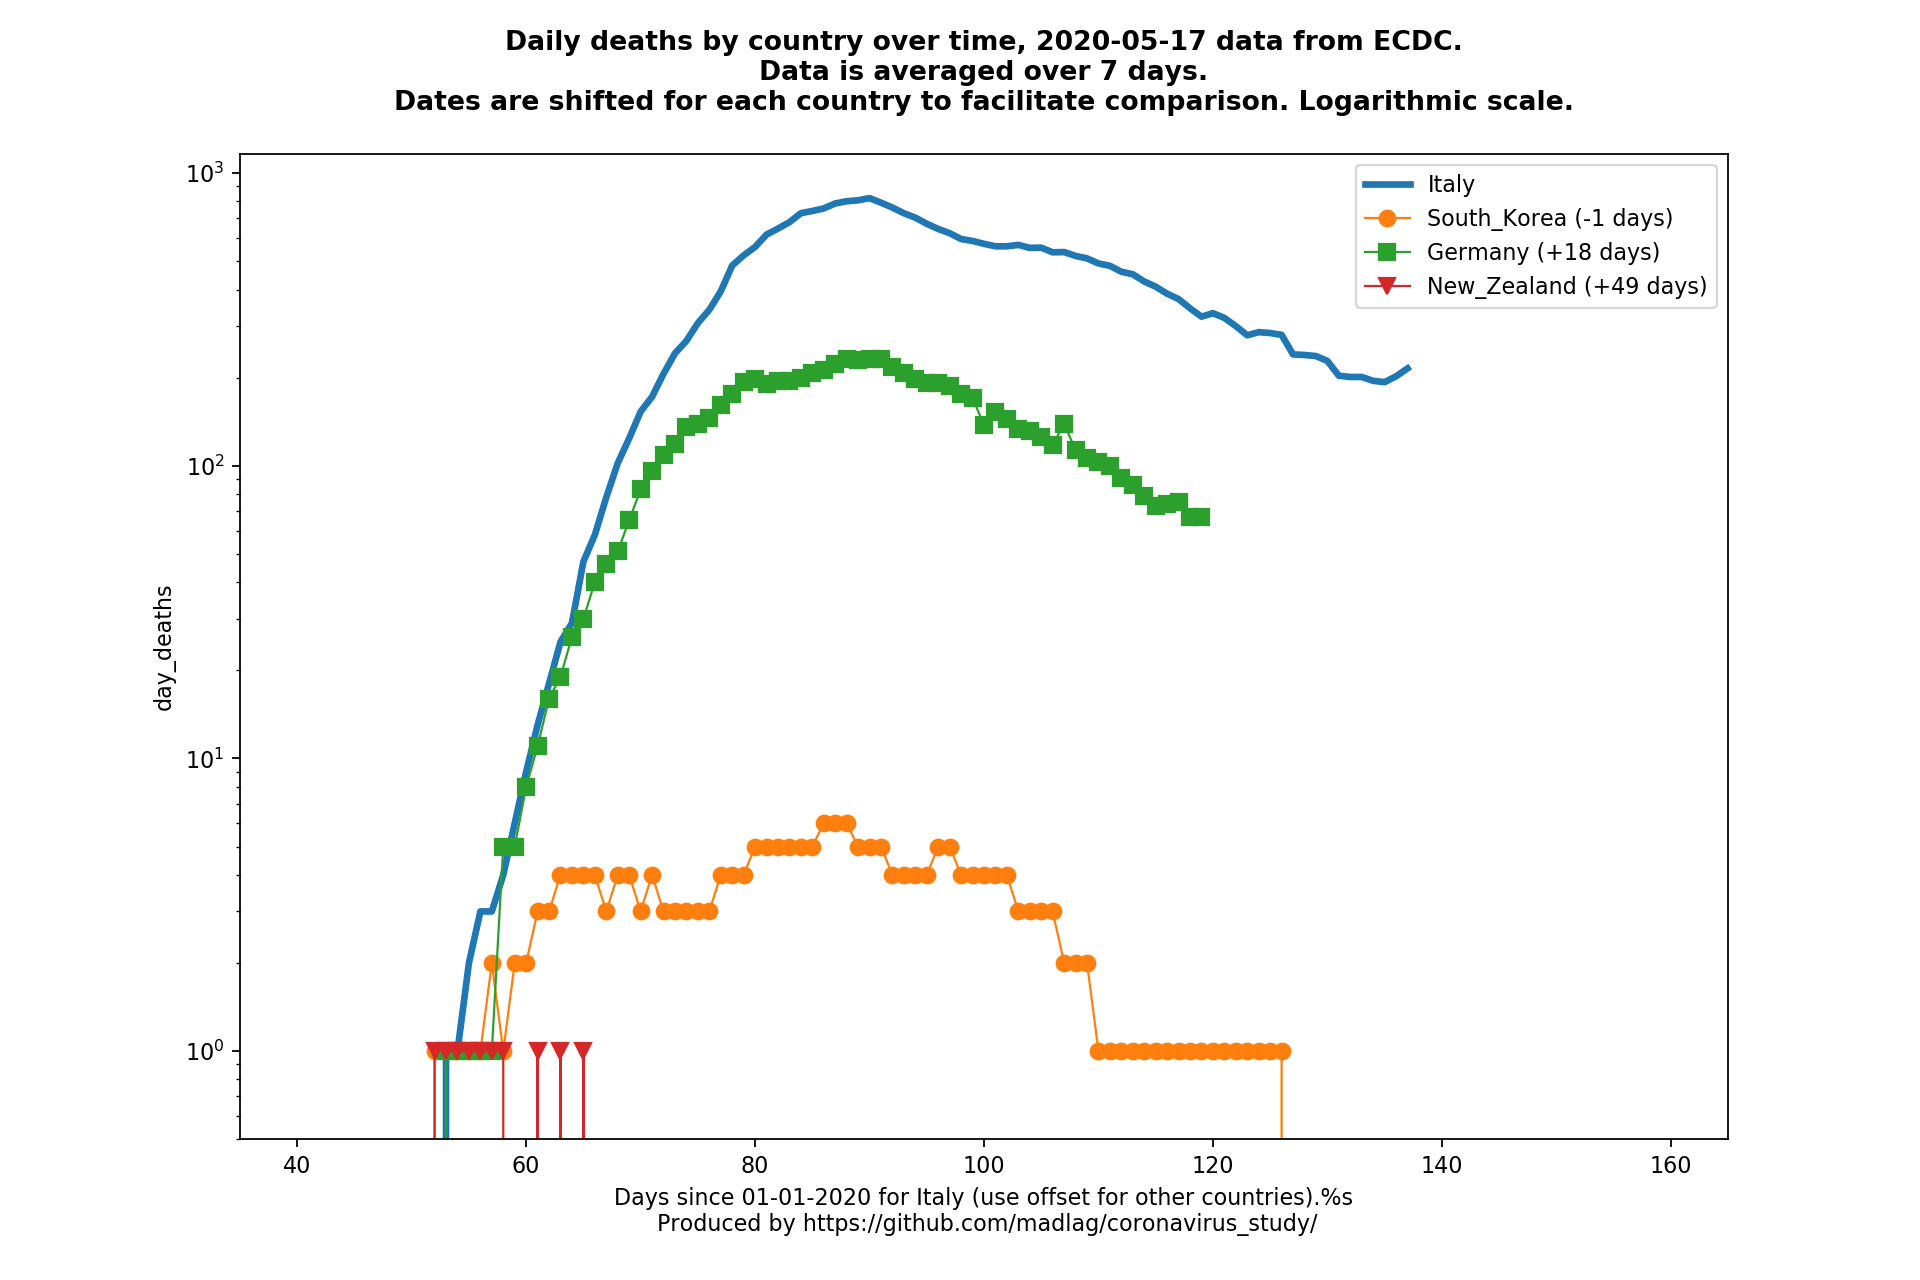 Daily deaths by country over time, 2020-05-17 data from ECDC.
Data is averaged over 7 days.
Dates are shifted for each country to facilitate comparison. Logarithmic scale.
10³
Italy
South_Korea (-1 days)
Germany (+18 days)
New_Zealand (+49 days)
10²
day_deaths
10¹
10⁰
40 60 80 100 120 140 160
Days since 01-01-2020 for Italy (use offset for other countries).%s
Produced by https://github.com/madlag/coronavirus_study/